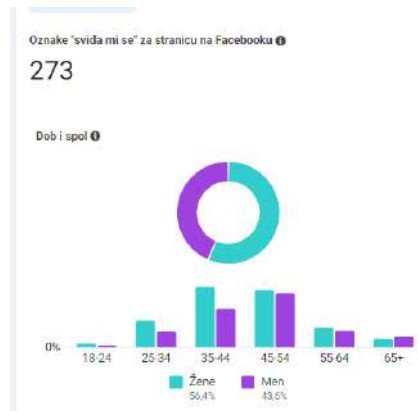 Oznake "sviđa mi se" za stranicu na Facebooku
273
Dob i spol
0%
18-24 25-34 35-44 45-54 55-64 65+
Žene Men
56,4% 43,6%